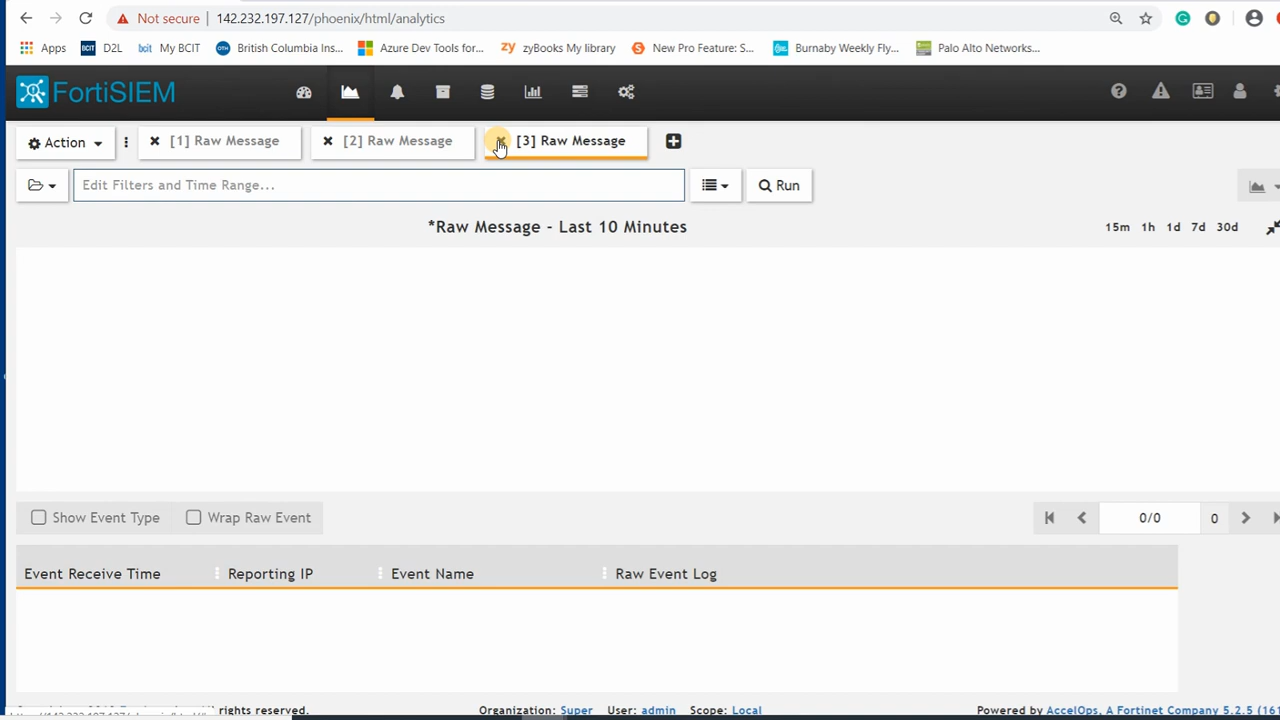 Not secure 142.232.197.127/phoenix/html/analytics
Apps D2L My BCIT British Columbia Ins... Azure Dev Tools for... zyBooks My library New Pro Feature: S... Burnaby Weekly Fly... Palo Alto Networks...
FortiSIEM
Action [1] Raw Message [2] Raw Message [3] Raw Message
Edit Filters and Time Range... Run
*Raw Message - Last 10 Minutes 15m 1h 1d 7d 30d
Show Event Type Wrap Raw Event 0/0 0
Event Receive Time Reporting IP Event Name Raw Event Log
rights reserved. Organization: Super User: admin Scope: Local Powered by AccelOps, A Fortinet Company 5.2.5 (161